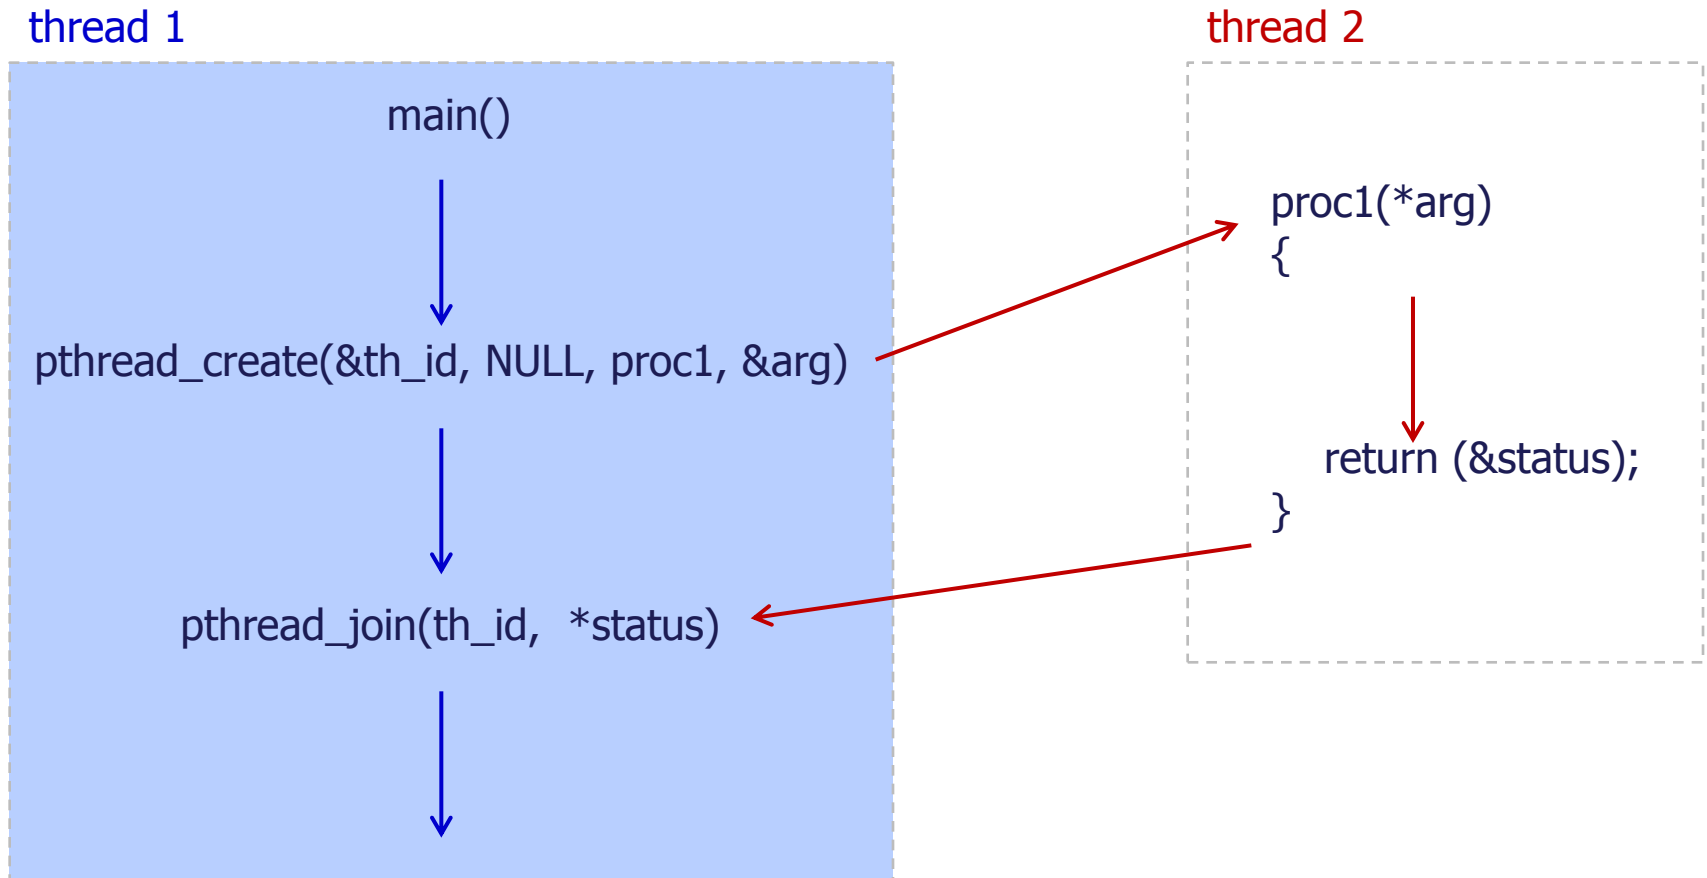 thread 1
main()
pthread_create(&th_id, NULL, proc1, &arg)
pthread_join(th_id,  *status)
thread 2
proc1(*arg)
{
return (&status);
}